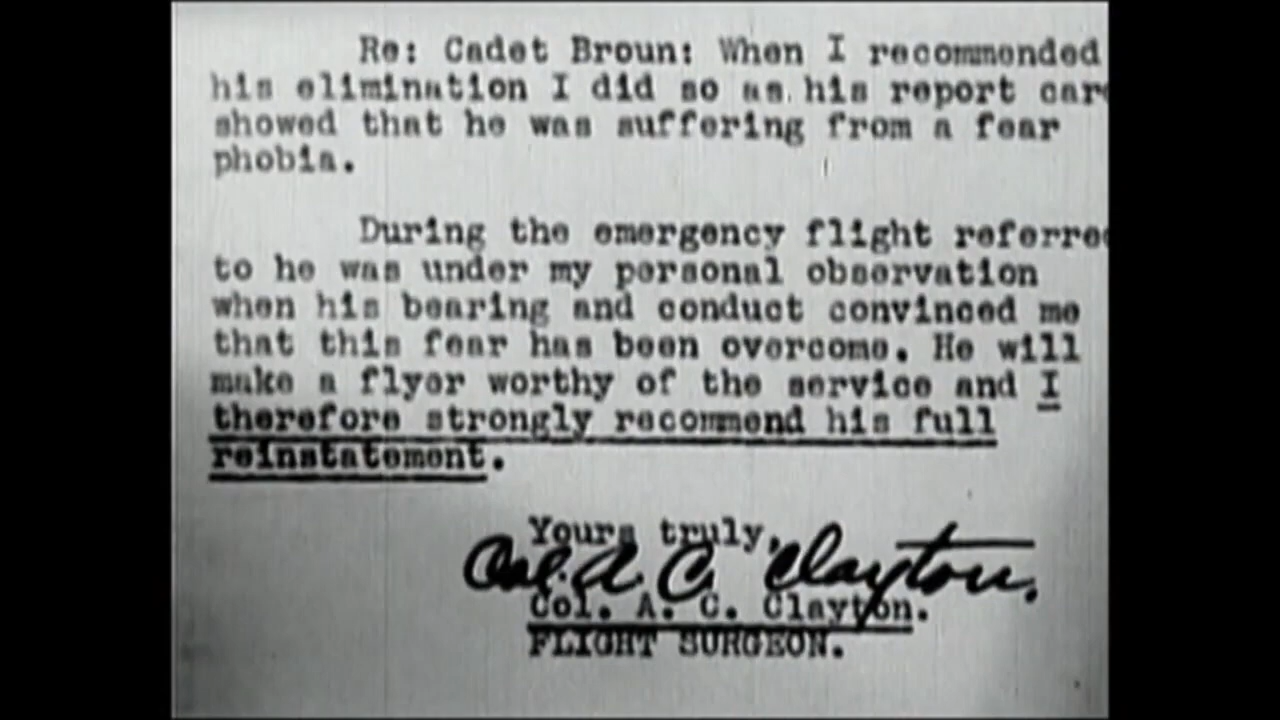 Re: Cadet Broun: When I recommended
his elimination I did so as his report car
showed that he was suffering from a fear
phobia.
During the emergency flight referre
to he was under my personal observation
when his bearing and conduct convinced me
that this fear has been overcome. He will
make a flyer worthy of the service and I
therefore strongly recommend his full
reinstatement.
Yours truly,
Col. A. C. Clayton.
Col. A. C. Clayton.
FLIGHT SURGEON.